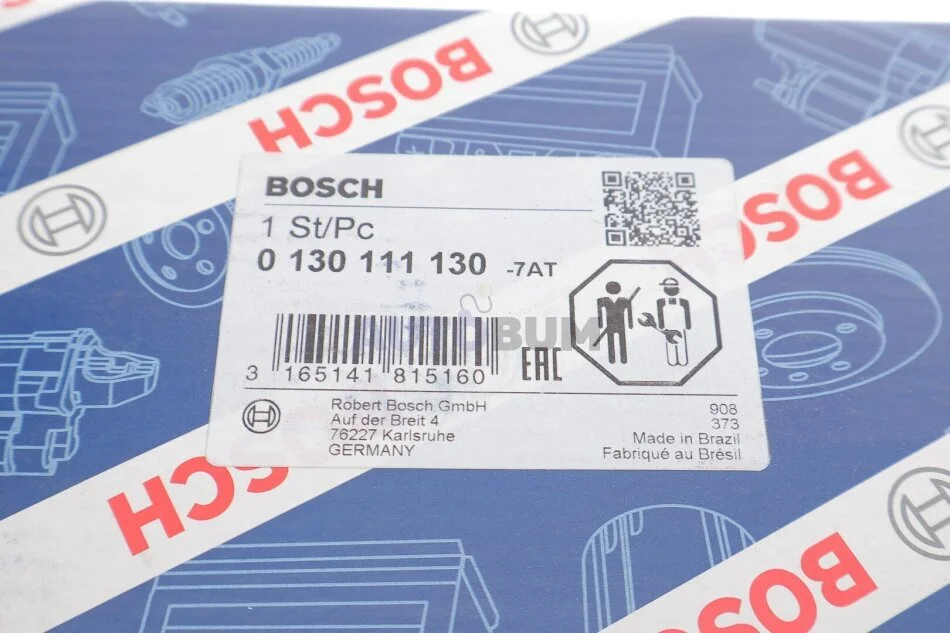 BOSCH
BOSCH
BOSCH
1 St/Pc
0 130 111 130 -7AT
AUTOBUM
3 165141 815160
EAC
Robert Bosch GmbH
Auf der Breit 4
76227 Karlsruhe
GERMANY
908
373
Made in Brazil
Fabriqué au Brésil
BOSCH
BOSCH